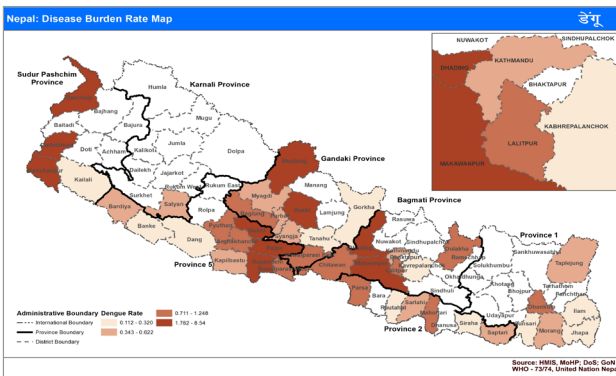 Nepal: Disease Burden Rate Map
डेंगू
NUWAKOT
SINDHUPALCHOK
KATHMANDU
DHADING
BHAKTAPUR
KABHREPALANCHOK
LALITPUR
MAKAWANPUR
Sudur Pashchim
Province
Karnali Province
Humla
Bajhang
Mugu
Bajura
Baitadi
Doti
Achham
Kalikot
Jumla
Dolpa
Dailekh
Jajarkot
Kailali
Surkhet
Rukum West
Rukum East
Gandaki Province
Manang
Myagdi
Gorkha
Salyan
Rolpa
Lamjung
Bardiya
Banke
Dang
Tanahu
Bagmati Province
Rasuwa
Nuwakot
Sindhupalchok
Dolakha
Province 1
Sankhuwasabha
Taplejung
Solukhumbu
Okhaldhunga
Khotang
Bhojpur
Terhathum
Panchthar
Kapilbastu
Province 5
Chitawan
Sindhuli
Parsa
Bara
Sarlahi
Province 2
Dhanusa
Siraha
Udayapur
Saptari
Sunsari
Morang
Ilam
Jhapa
Administrative Boundary
Dengue Rate
International Boundary
Province Boundary
District Boundary
0.112 - 0.320
0.343 - 0.622
0.711 - 1.248
1.782 - 8.54
Source: HMIS, MoHP; DoS; GoN
WHO - 73/74, United Nation Nep